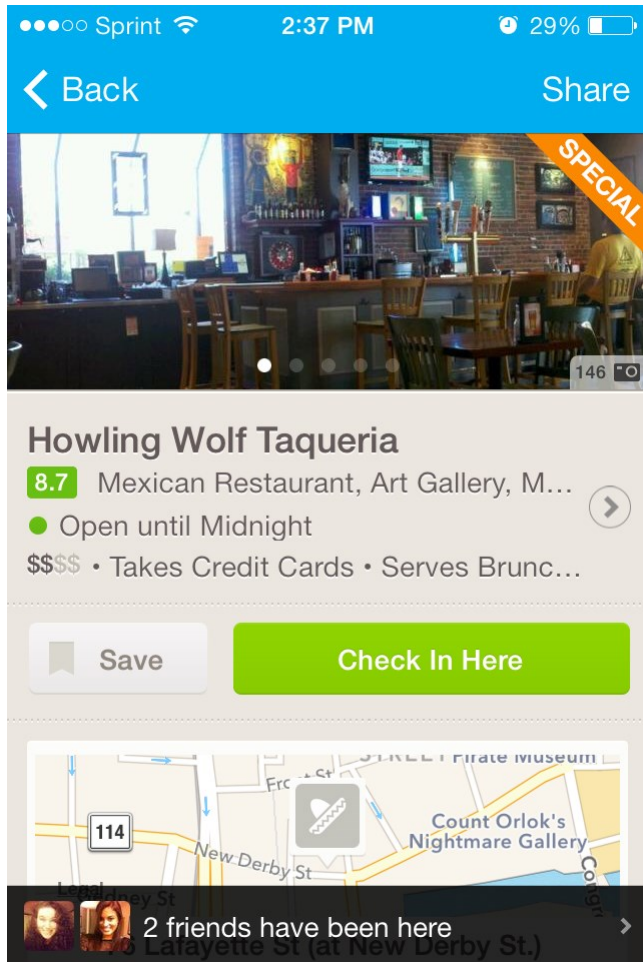 Sprint 2:37 PM 29%
Back Share
SPECIAL
146
Howling Wolf Taqueria
8.7 Mexican Restaurant, Art Gallery, M...
Open until Midnight
$$$$ • Takes Credit Cards • Serves Brunc...
Save Check In Here
STREET Pirate Museum
Front St
114
Count Orlok's
Nightmare Gallery
New Derby St
Congr
2 friends have been here
Lafayette St (at New Derby St.)